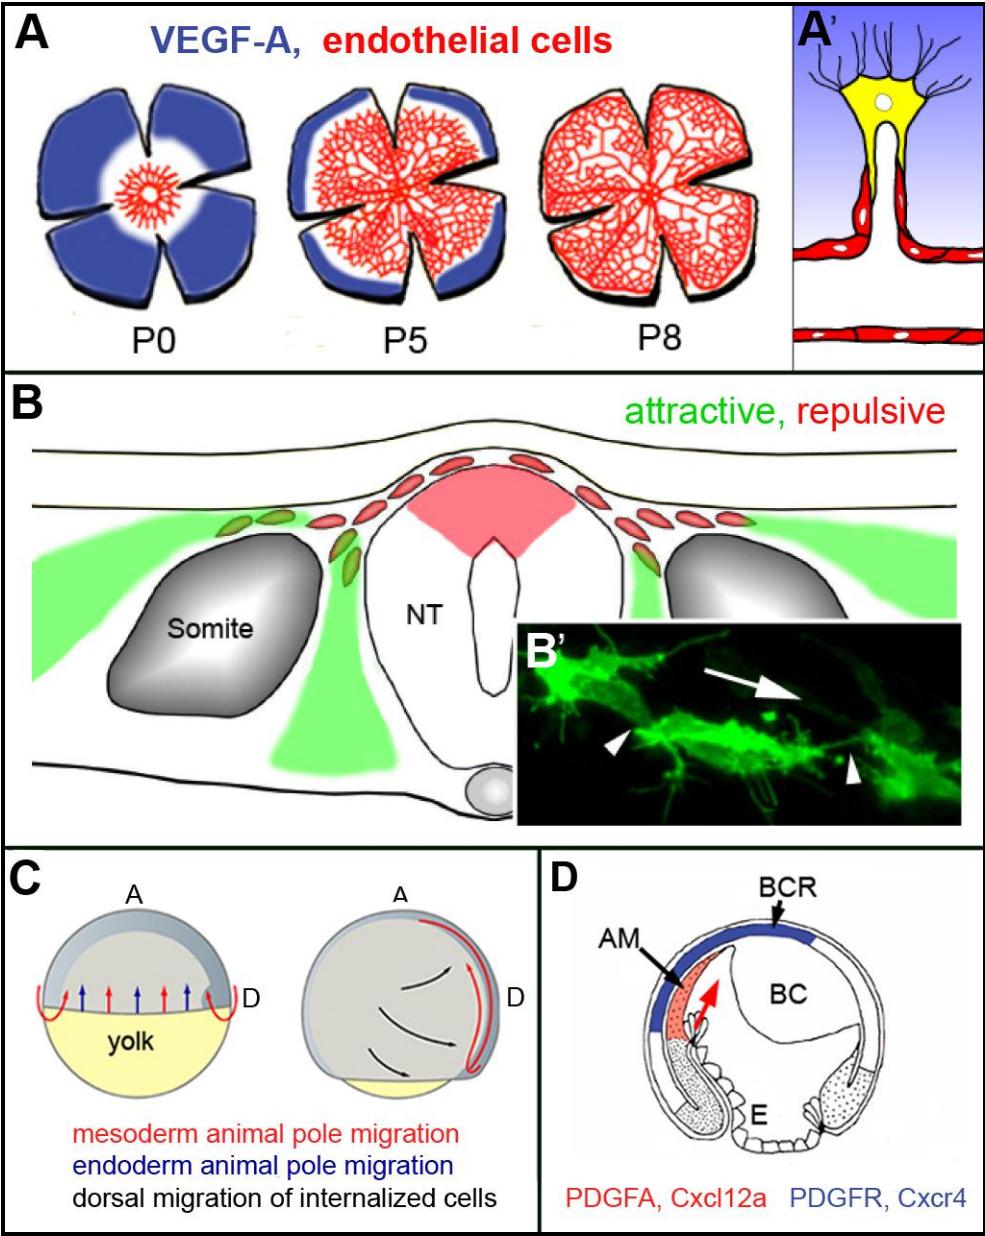 A
VEGF-A, endothelial cells
P0
P5
P8
A’
B
attractive, repulsive
Somite
NT
B’
C
A
D
yolk
A
D
mesoderm animal pole migration
endoderm animal pole migration
dorsal migration of internalized cells
D
BCR
AM
BC
E
PDGFA, Cxcl12a PDGFR, Cxcr4